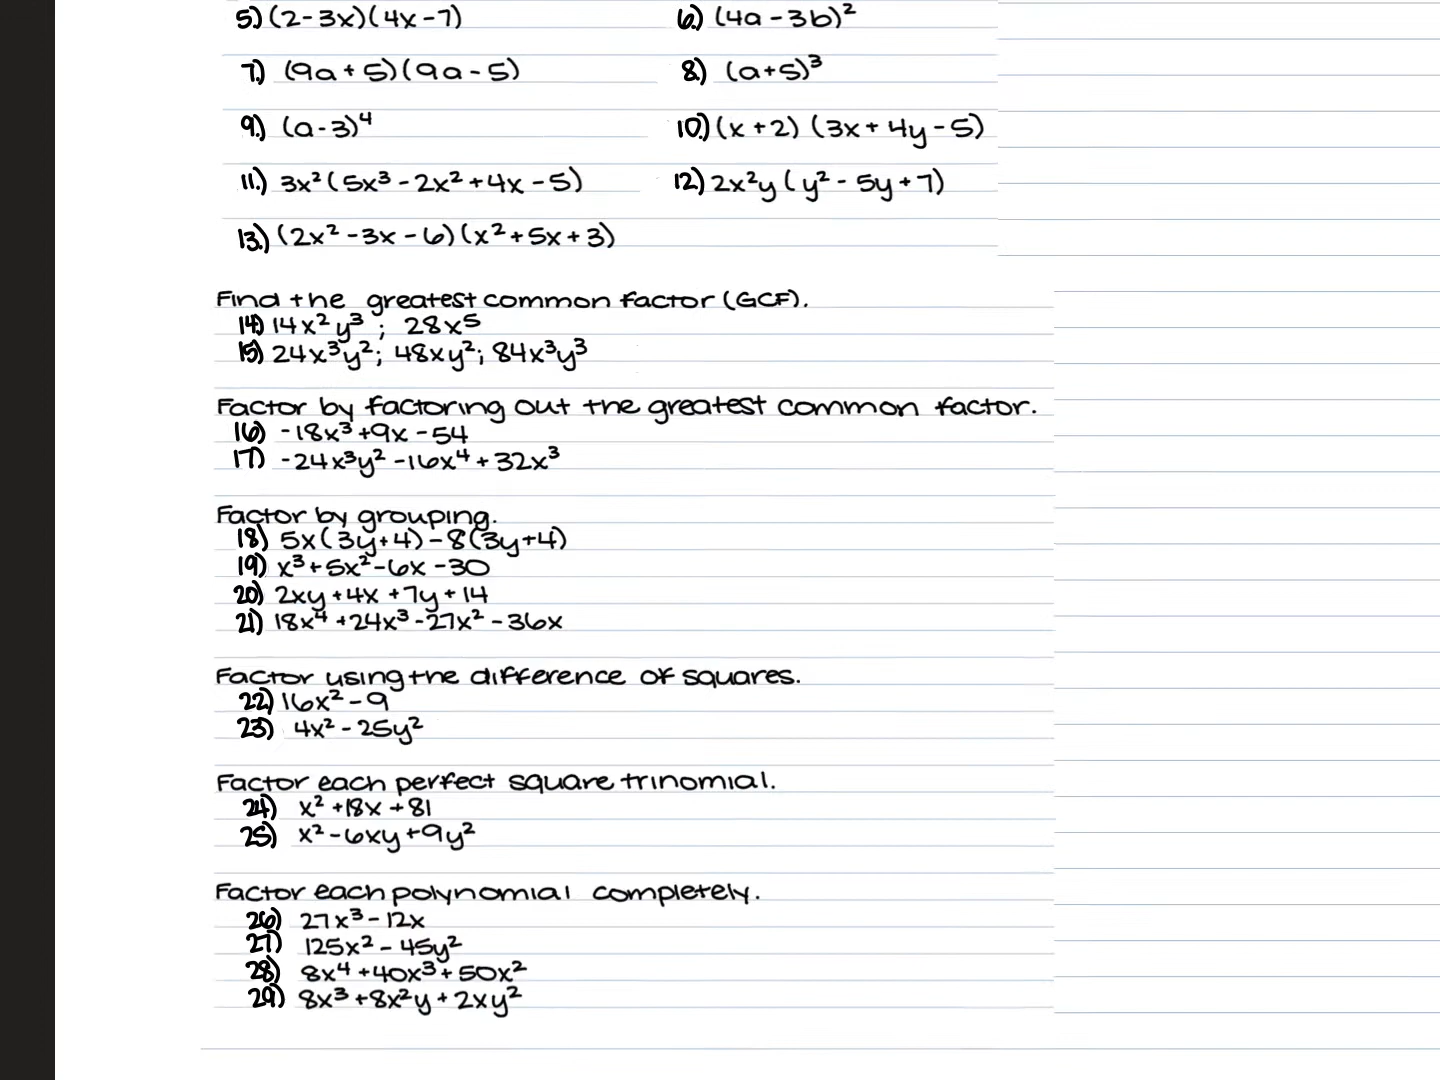 5.) (2-3x)(4x-7) 6.) (4a-3b)²
7.) (9a+5)(9a-5) 8.) (a+5)³
9.) (a-3)⁴ 10.) (x+2) (3x+4y-5)
11.) 3x²(5x³-2x²+4x-5) 12.) 2x²y(y²-5y+7)
13.) (2x²-3x-6)(x²+5x+3)
Find the greatest common factor (GCF).
14) 14x²y³; 28x⁵
15) 24x³y²; 48xy²; 84x³y³
Factor by factoring out the greatest common factor.
16) -18x³+9x-54
17) -24x³y²-16x⁴+32x³
Factor by grouping.
18) 5x(3y+4)-8(3y+4)
19) x³+5x²-6x-30
20) 2xy+4x+7y+14
21) 18x⁴+24x³-27x²-36x
Factor using the difference of squares.
22) 16x²-9
23) 4x²-25y²
Factor each perfect square trinomial.
24) x²+18x+81
25) x²-6xy+9y²
Factor each polynomial completely.
26) 27x³-12x
27) 125x²-45y²
28) 8x⁴+40x³+50x²
29) 8x³+8x²y+2xy²